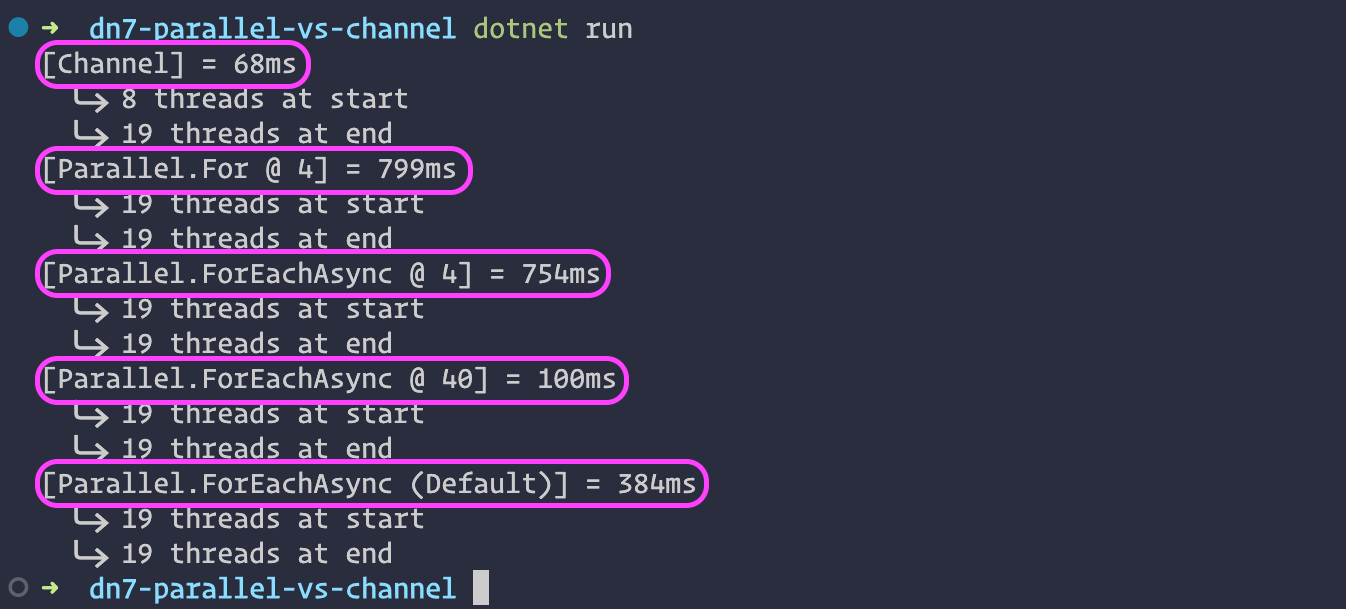 ➜ dn7-parallel-vs-channel dotnet run
[Channel] = 68ms
↳ 8 threads at start
↳ 19 threads at end
[Parallel.For @ 4] = 799ms
↳ 19 threads at start
↳ 19 threads at end
[Parallel.ForEachAsync @ 4] = 754ms
↳ 19 threads at start
↳ 19 threads at end
[Parallel.ForEachAsync @ 40] = 100ms
↳ 19 threads at start
↳ 19 threads at end
[Parallel.ForEachAsync (Default)] = 384ms
↳ 19 threads at start
↳ 19 threads at end
➜ dn7-parallel-vs-channel